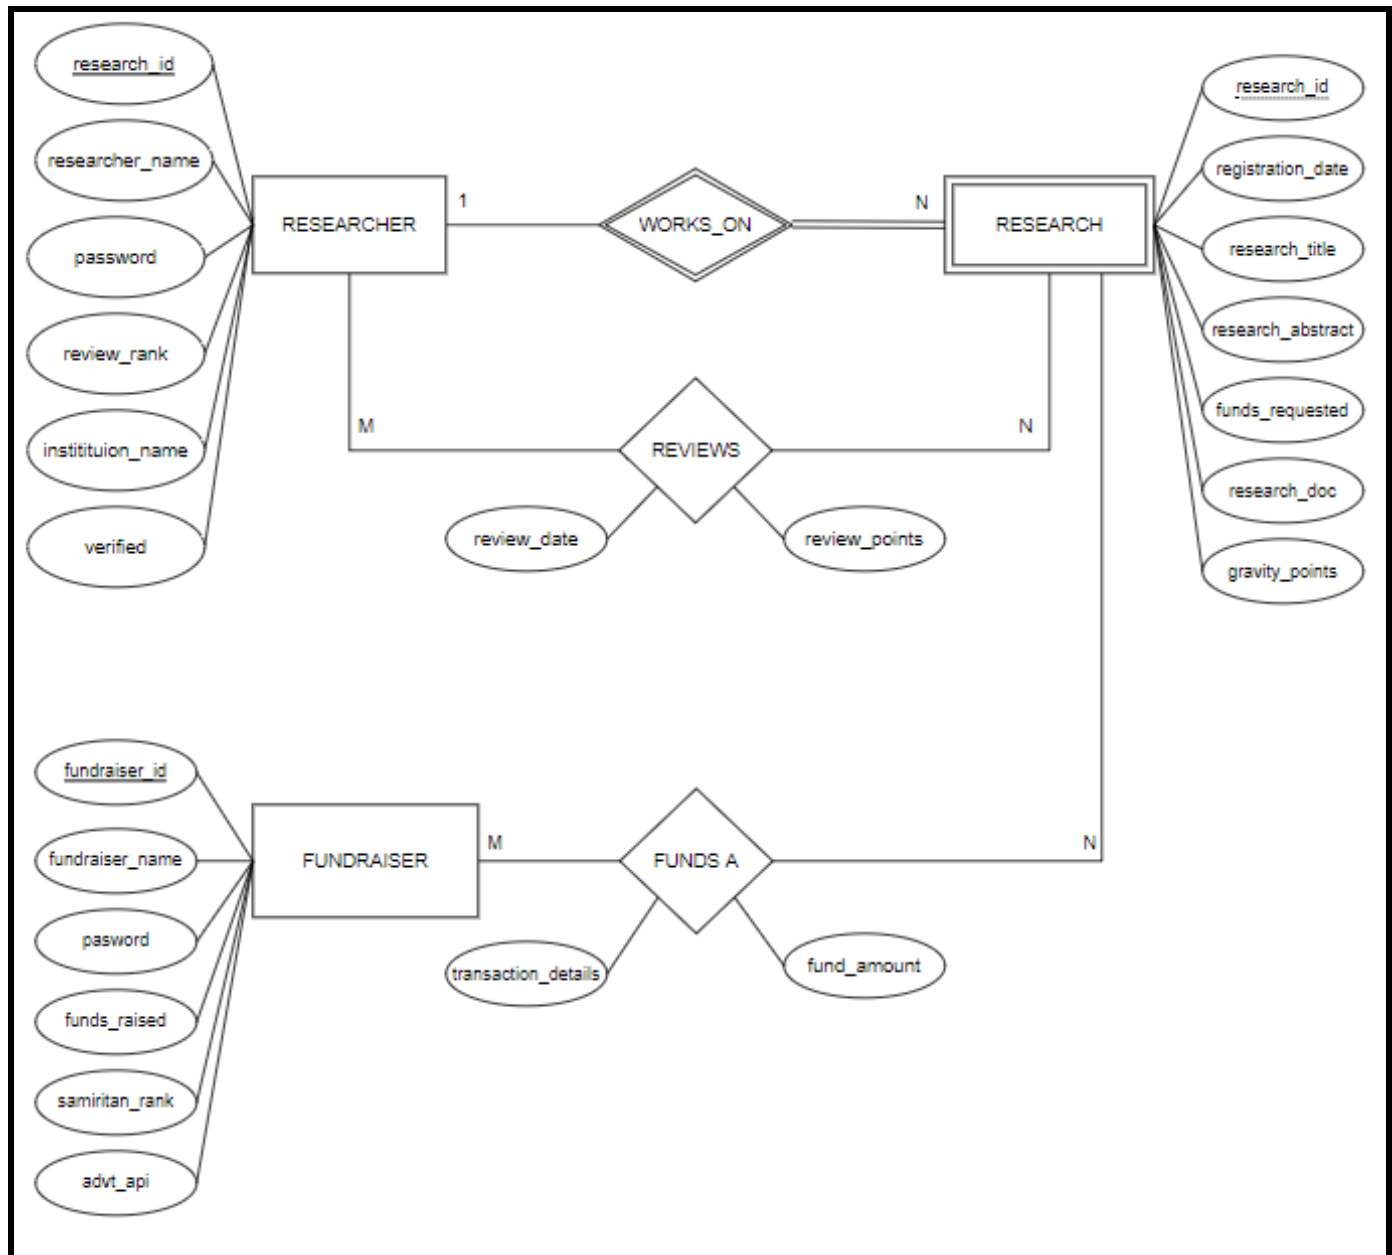 research_id
researcher_name
password
review_rank
institituion_name
verified
RESEARCHER
1
WORKS_ON
N
RESEARCH
research_id
registration_date
research_title
research_abstract
funds_requested
research_doc
gravity_points
M
REVIEWS
N
review_date
review_points
fundraiser_id
fundraiser_name
pasword
funds_raised
samiritan_rank
advt_api
FUNDRAISER
M
FUNDS A
N
transaction_details
fund_amount